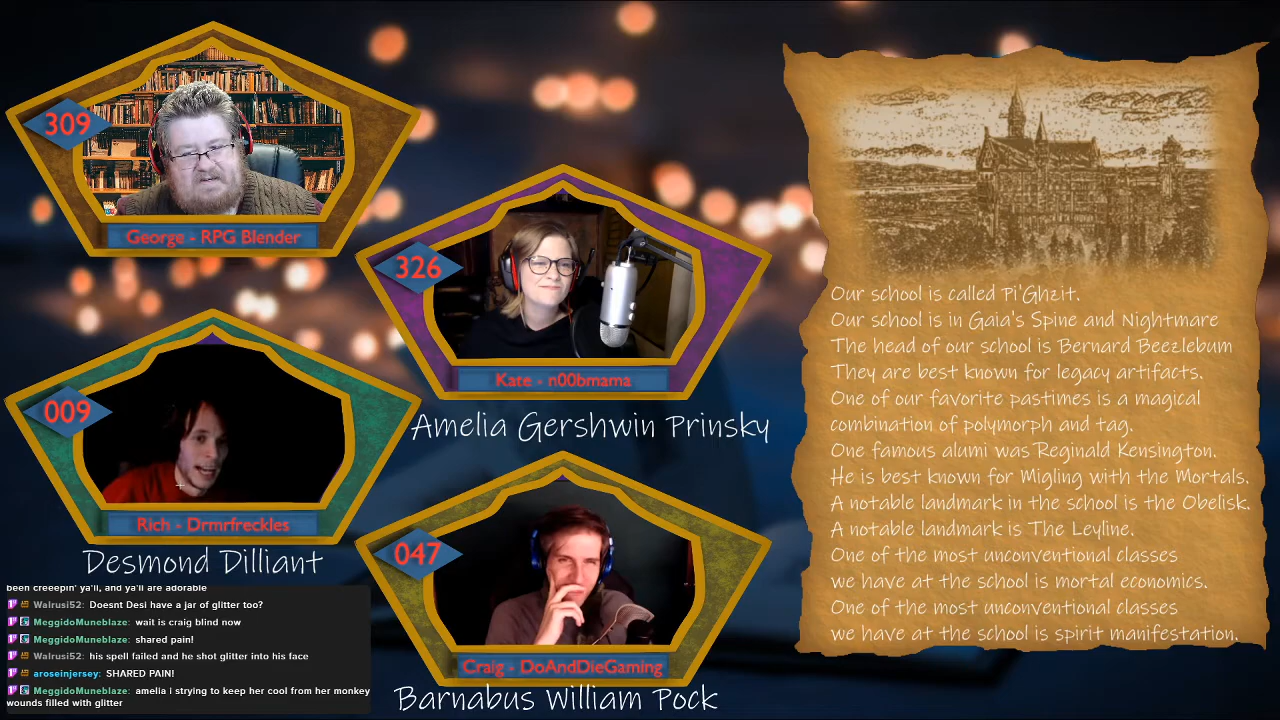 309
George - RPG Blender
326
Kate - n00bmama
Amelia Gershwin Prinsky
009
Rich - Drmrfreckles
Desmond Dilliant
047
Craig - DoAndDieGaming
Barnabus William Pock
been creeepin' ya'll, and ya'll are adorable
Walrusi52: Doesnt Desi have a jar of glitter too?
MeggidoMuneblaze: wait is craig blind now
MeggidoMuneblaze: shared pain!
Walrusi52: his spell failed and he shot glitter into his face
aroseinjersey: SHARED PAIN!
MeggidoMuneblaze: amelia i strying to keep her cool from her monkey
wounds filled with glitter
Our school is called Pi'Ghzit.
Our school is in Gaia's Spine and Nightmare
The head of our school is Bernard Beezlebum
They are best known for legacy artifacts.
One of our favorite pastimes is a magical
combination of polymorph and tag.
One famous alumi was Reginald Kensington.
He is best known for Migling with the Mortals.
A notable landmark in the school is the Obelisk.
A notable landmark is The Leyline.
One of the most unconventional classes
we have at the school is mortal economics.
One of the most unconventional classes
we have at the school is spirit manifestation.